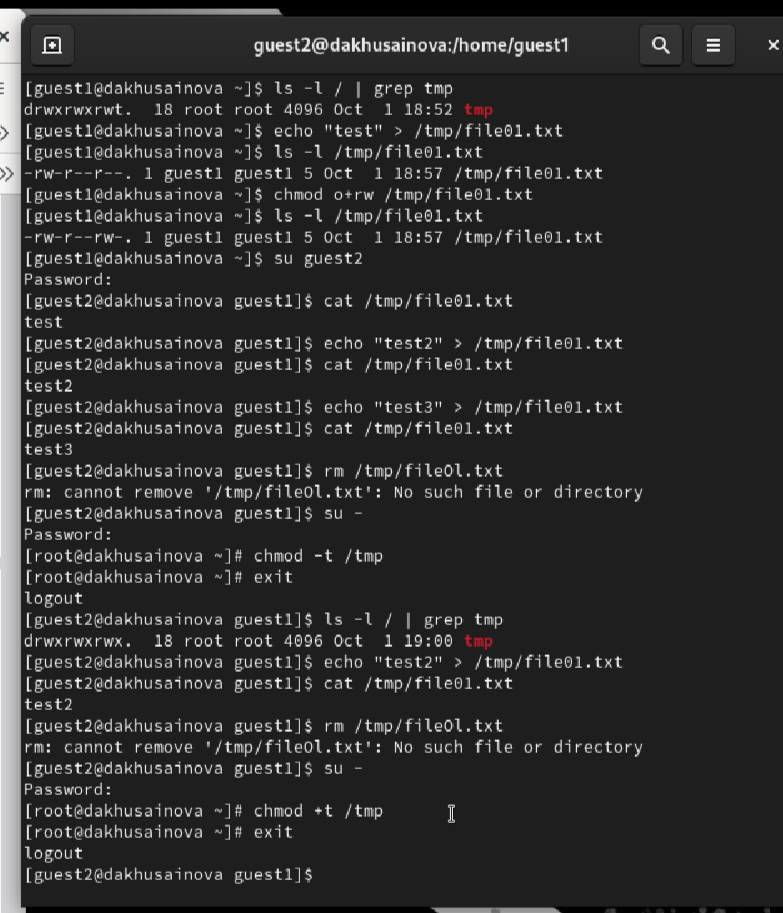 guest2@dakhusainova:/home/guest1
[guest1@dakhusainova ~]$ ls -l / | grep tmp
drwxrwxrwt.  18 root root 4096 Oct  1 18:52 tmp
[guest1@dakhusainova ~]$ echo "test" > /tmp/file01.txt
[guest1@dakhusainova ~]$ ls -l /tmp/file01.txt
-rw-r--r--. 1 guest1 guest1 5 Oct  1 18:57 /tmp/file01.txt
[guest1@dakhusainova ~]$ chmod o+rw /tmp/file01.txt
[guest1@dakhusainova ~]$ ls -l /tmp/file01.txt
-rw-r--rw-. 1 guest1 guest1 5 Oct  1 18:57 /tmp/file01.txt
[guest1@dakhusainova ~]$ su guest2
Password:
[guest2@dakhusainova guest1]$ cat /tmp/file01.txt
test
[guest2@dakhusainova guest1]$ echo "test2" > /tmp/file01.txt
[guest2@dakhusainova guest1]$ cat /tmp/file01.txt
test2
[guest2@dakhusainova guest1]$ echo "test3" > /tmp/file01.txt
[guest2@dakhusainova guest1]$ cat /tmp/file01.txt
test3
[guest2@dakhusainova guest1]$ rm /tmp/fileOl.txt
rm: cannot remove '/tmp/fileOl.txt': No such file or directory
[guest2@dakhusainova guest1]$ su -
Password:
[root@dakhusainova ~]# chmod -t /tmp
[root@dakhusainova ~]# exit
logout
[guest2@dakhusainova guest1]$ ls -l / | grep tmp
drwxrwxrwx.  18 root root 4096 Oct  1 19:00 tmp
[guest2@dakhusainova guest1]$ echo "test2" > /tmp/file01.txt
[guest2@dakhusainova guest1]$ cat /tmp/file01.txt
test2
[guest2@dakhusainova guest1]$ rm /tmp/fileOl.txt
rm: cannot remove '/tmp/fileOl.txt': No such file or directory
[guest2@dakhusainova guest1]$ su -
Password:
[root@dakhusainova ~]# chmod +t /tmp
[root@dakhusainova ~]# exit
logout
[guest2@dakhusainova guest1]$